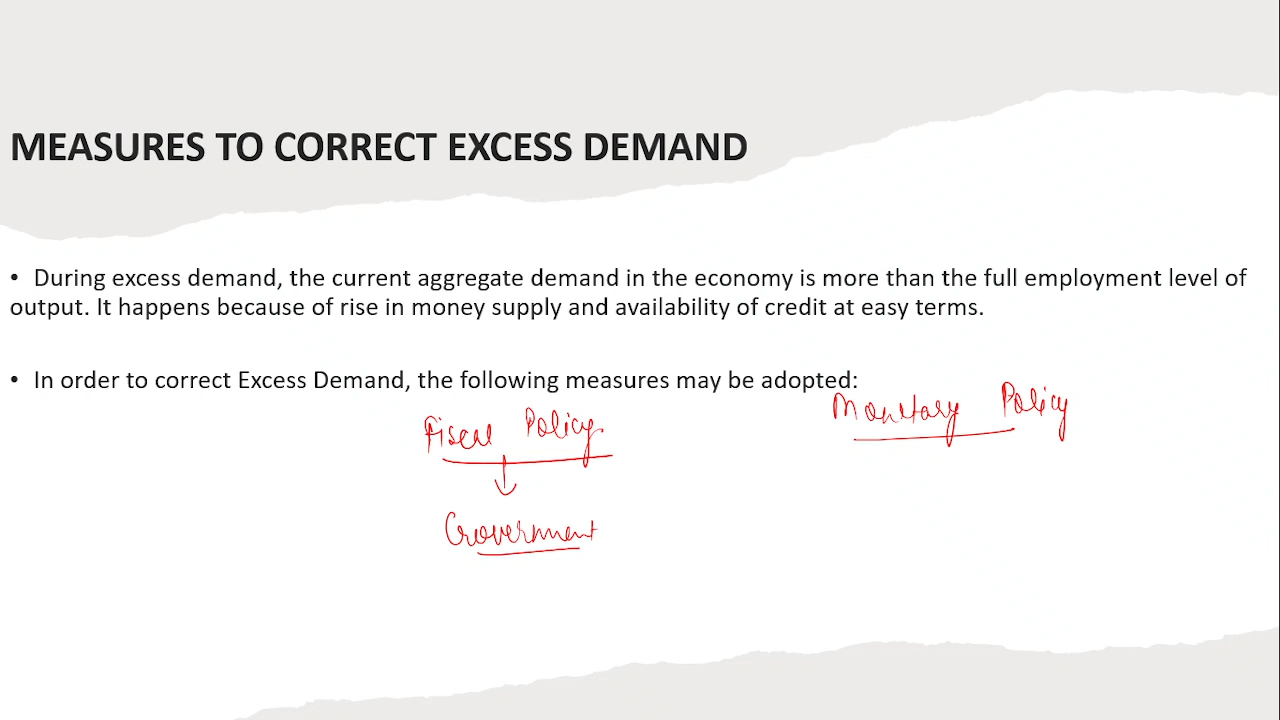 MEASURES TO CORRECT EXCESS DEMAND
• During excess demand, the current aggregate demand in the economy is more than the full employment level of
output. It happens because of rise in money supply and availability of credit at easy terms.
• In order to correct Excess Demand, the following measures may be adopted:
Fiscal Policy
Monetary Policy
Goverment